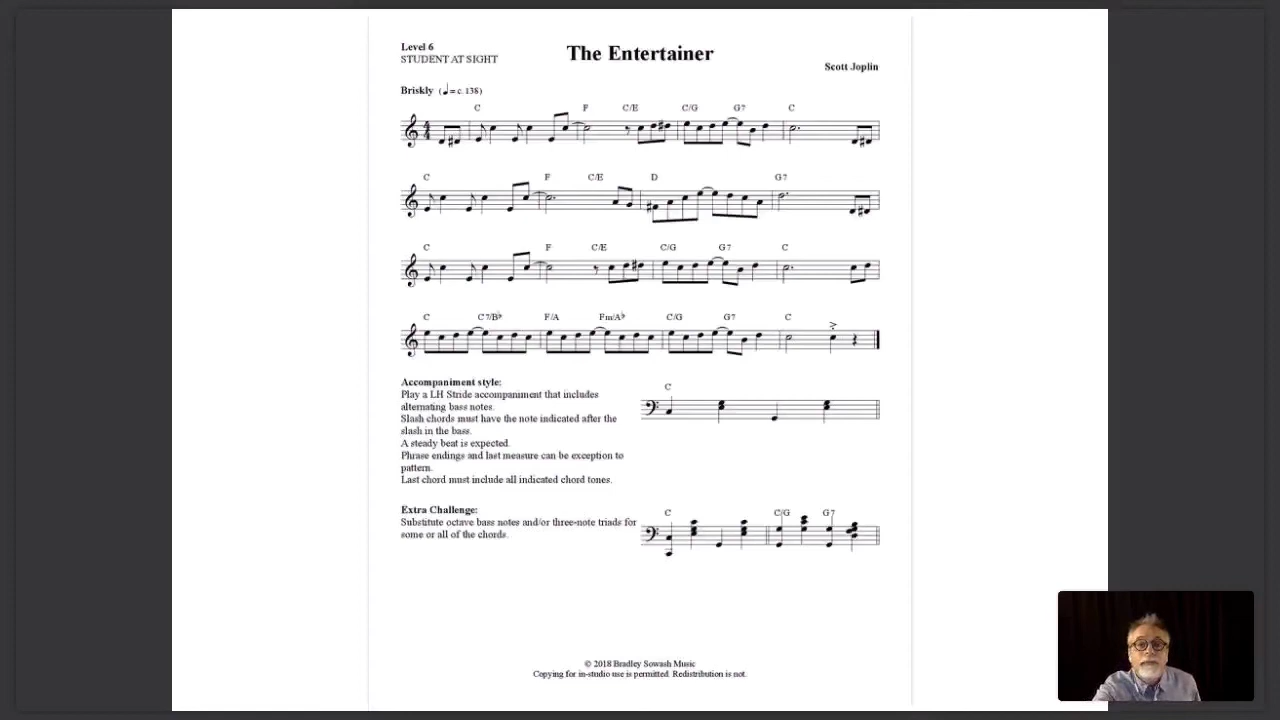 Level 6
STUDENT AT SIGHT
The Entertainer
Scott Joplin
Briskly (♩= c. 138)
C F C/E C/G G7 C
C F C/E D G7
C F C/E C/G G7 C
C C7/B♭ F/A Fm/A♭ C/G G7 C
Accompaniment style:
Play a LH Stride accompaniment that includes
alternating bass notes.
Slash chords must have the note indicated after the
slash in the bass.
A steady beat is expected.
Phrase endings and last measure can be exception to
pattern.
Last chord must include all indicated chord tones.
C
Extra Challenge:
Substitute octave bass notes and/or three-note triads for
some or all of the chords.
C C/G G7
© 2018 Bradley Sowash Music
Copying for in-studio use is permitted. Redistribution is not.